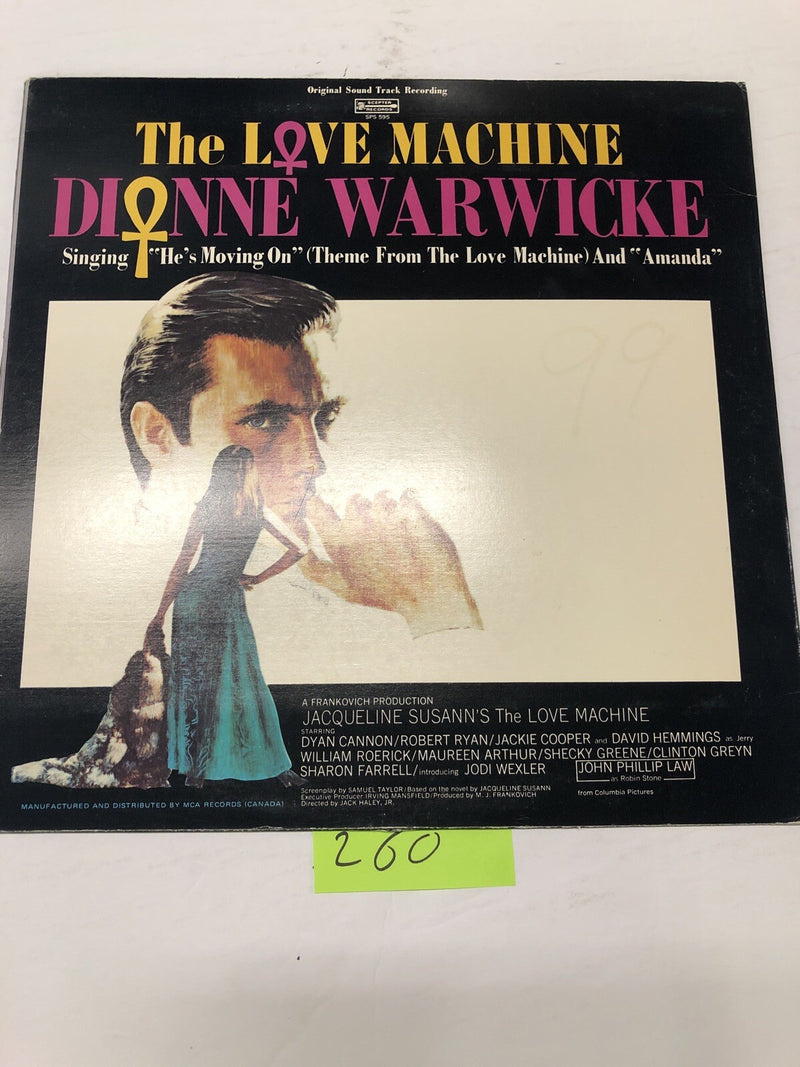 Original Sound Track Recording
SCEPTER
RECORDS
SPS 595
The LOVE MACHINE
DIONNE WARWICKE
Singing "He's Moving On" (Theme From The Love Machine) And "Amanda"
99
A FRANKOVICH PRODUCTION
JACQUELINE SUSANN'S The LOVE MACHINE
STARRING
DYAN CANNON/ROBERT RYAN/JACKIE COOPER and DAVID HEMMINGS as Jerry
WILLIAM ROERICK/MAUREEN ARTHUR/SHECKY GREENE/CLINTON GREYN
SHARON FARRELL/introducing JODI WEXLER JOHN PHILLIP LAW
as Robin Stone
Screenplay by SAMUEL TAYLOR/Based on the novel by JACQUELINE SUSANN
Executive Producer IRVING MANSFIELD/Produced by M. J. FRANKOVICH
Directed by JACK HALEY, JR.
from Columbia Pictures
MANUFACTURED AND DISTRIBUTED BY MCA RECORDS (CANADA)
260